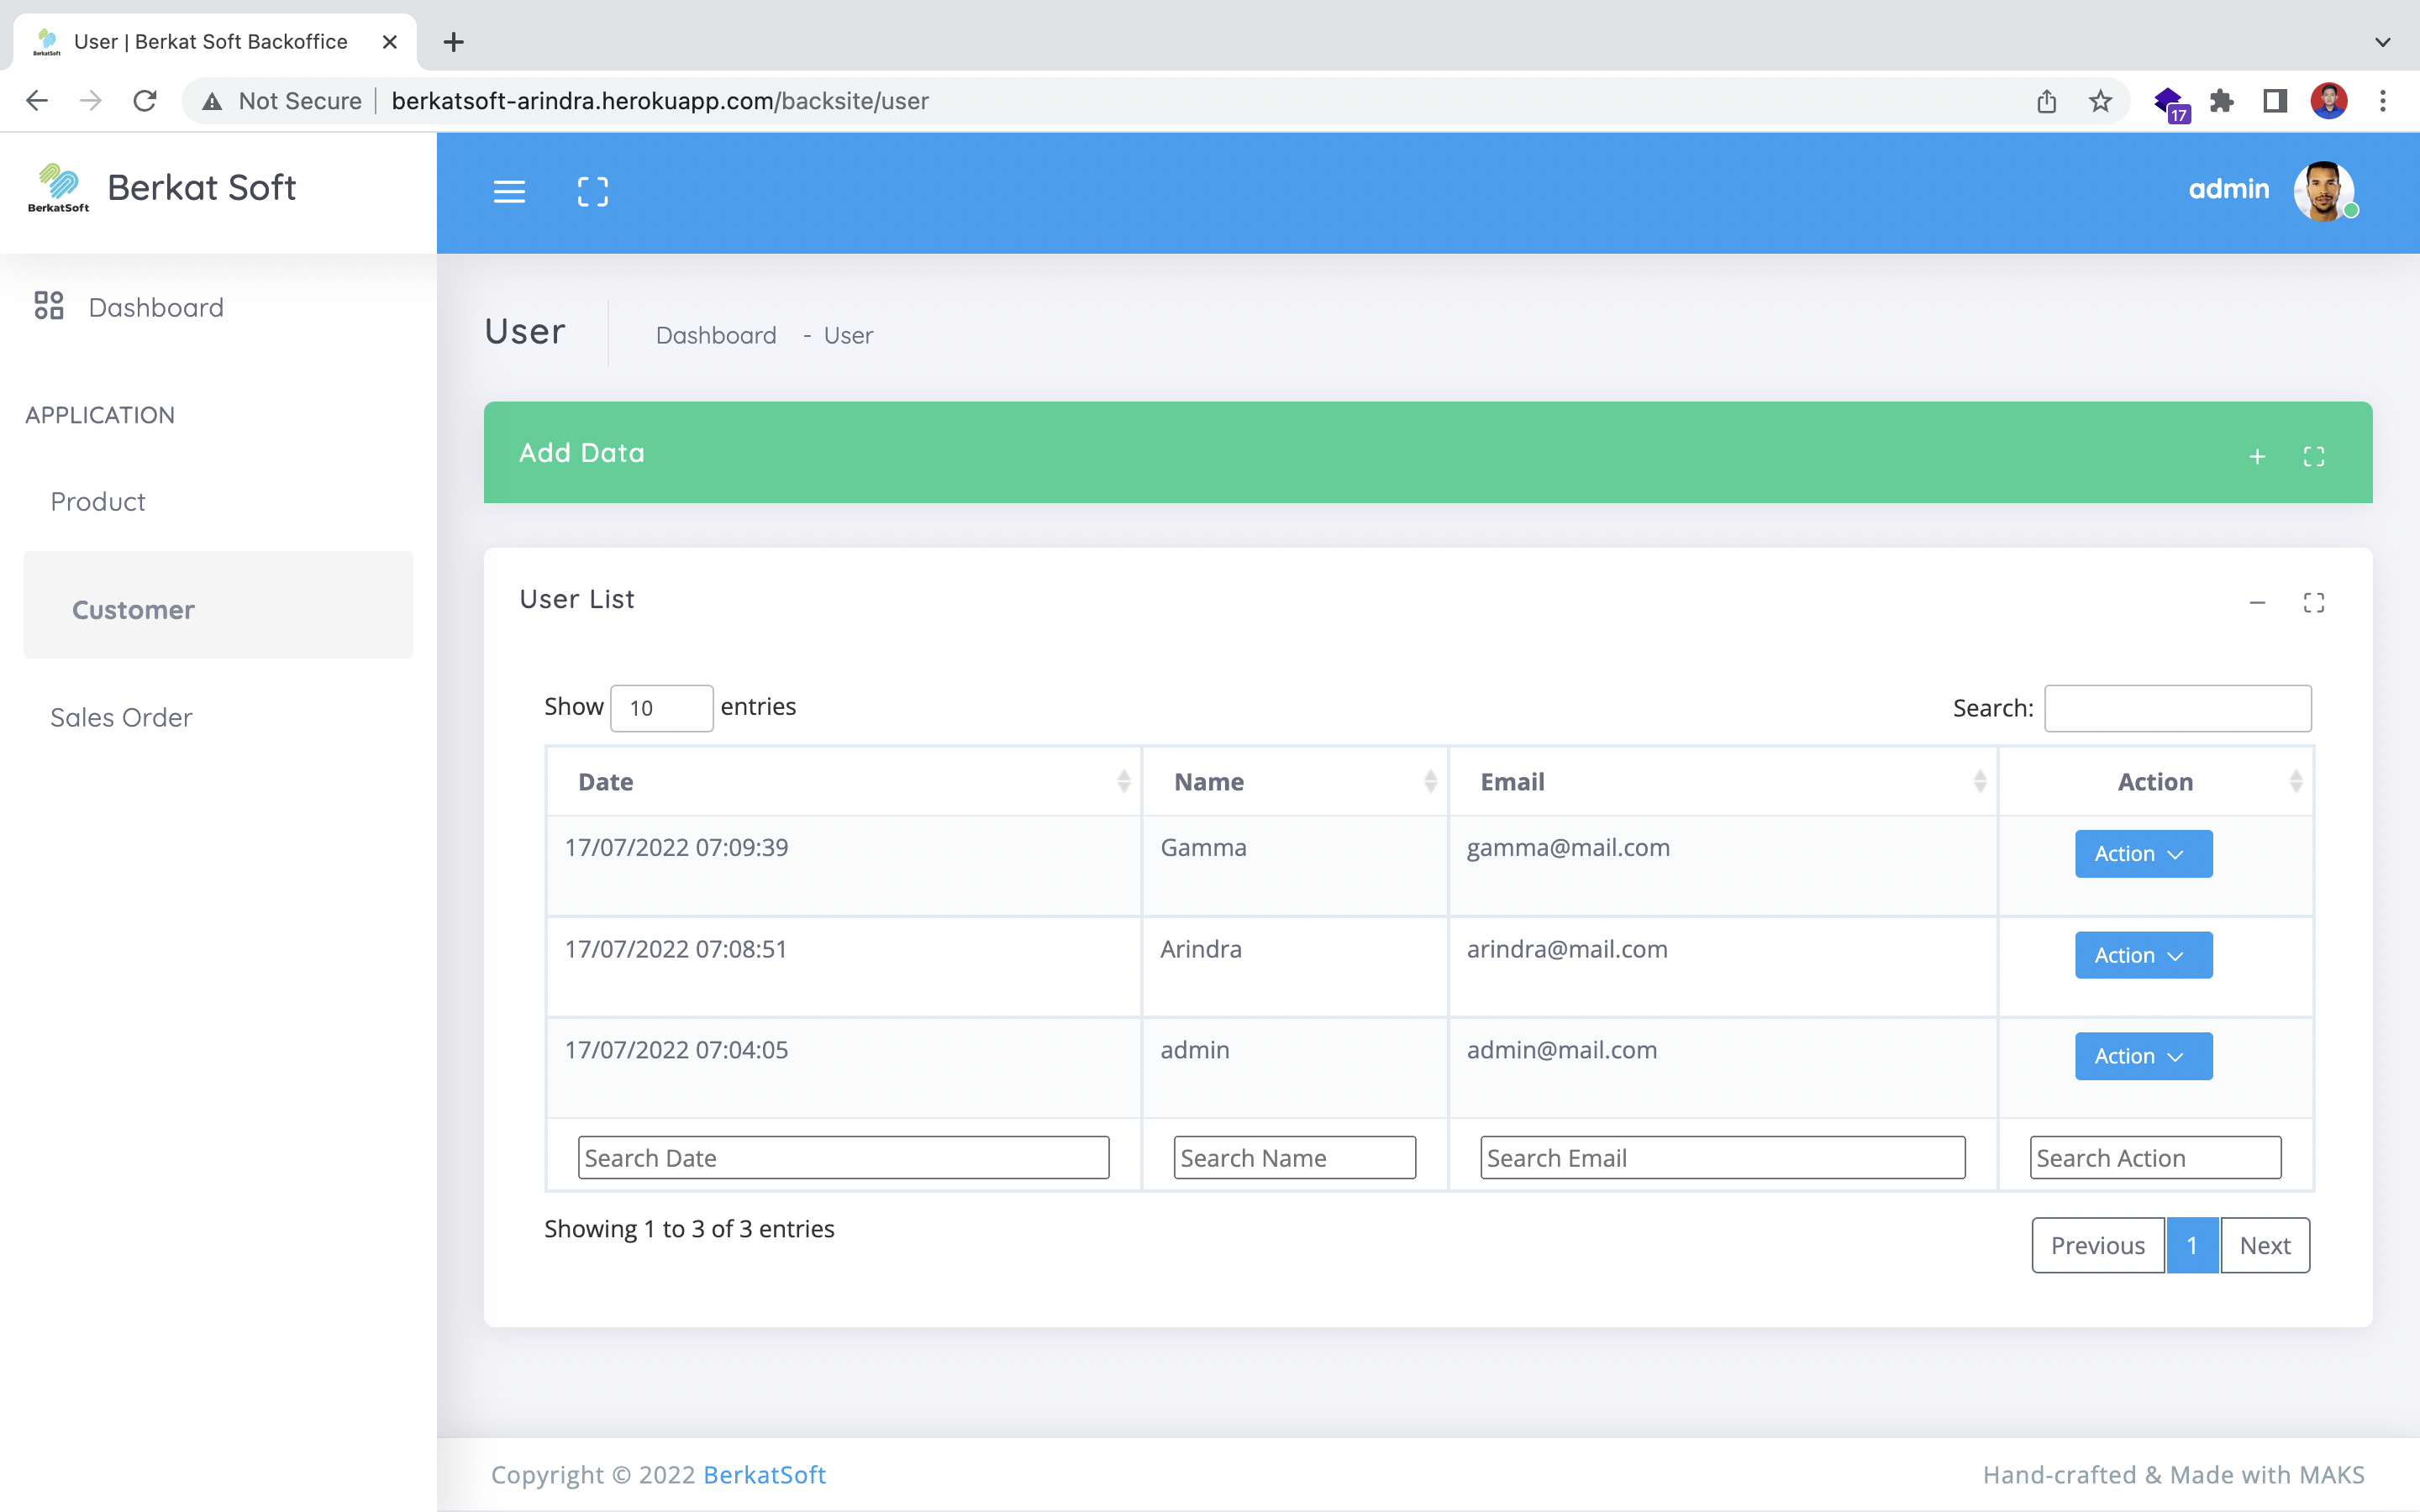 User | Berkat Soft Backoffice
Not Secure berkatsoft-arindra.herokuapp.com/backsite/user
17
BerkatSoft
Berkat Soft
admin
Dashboard
APPLICATION
Product
Customer
Sales Order
User
Dashboard - User
Add Data
User List
Show 10 entries
Search:
Date Name Email Action
17/07/2022 07:09:39 Gamma gamma@mail.com Action
17/07/2022 07:08:51 Arindra arindra@mail.com Action
17/07/2022 07:04:05 admin admin@mail.com Action
Search Date Search Name Search Email Search Action
Showing 1 to 3 of 3 entries
Previous 1 Next
Copyright © 2022 BerkatSoft
Hand-crafted & Made with MAKS